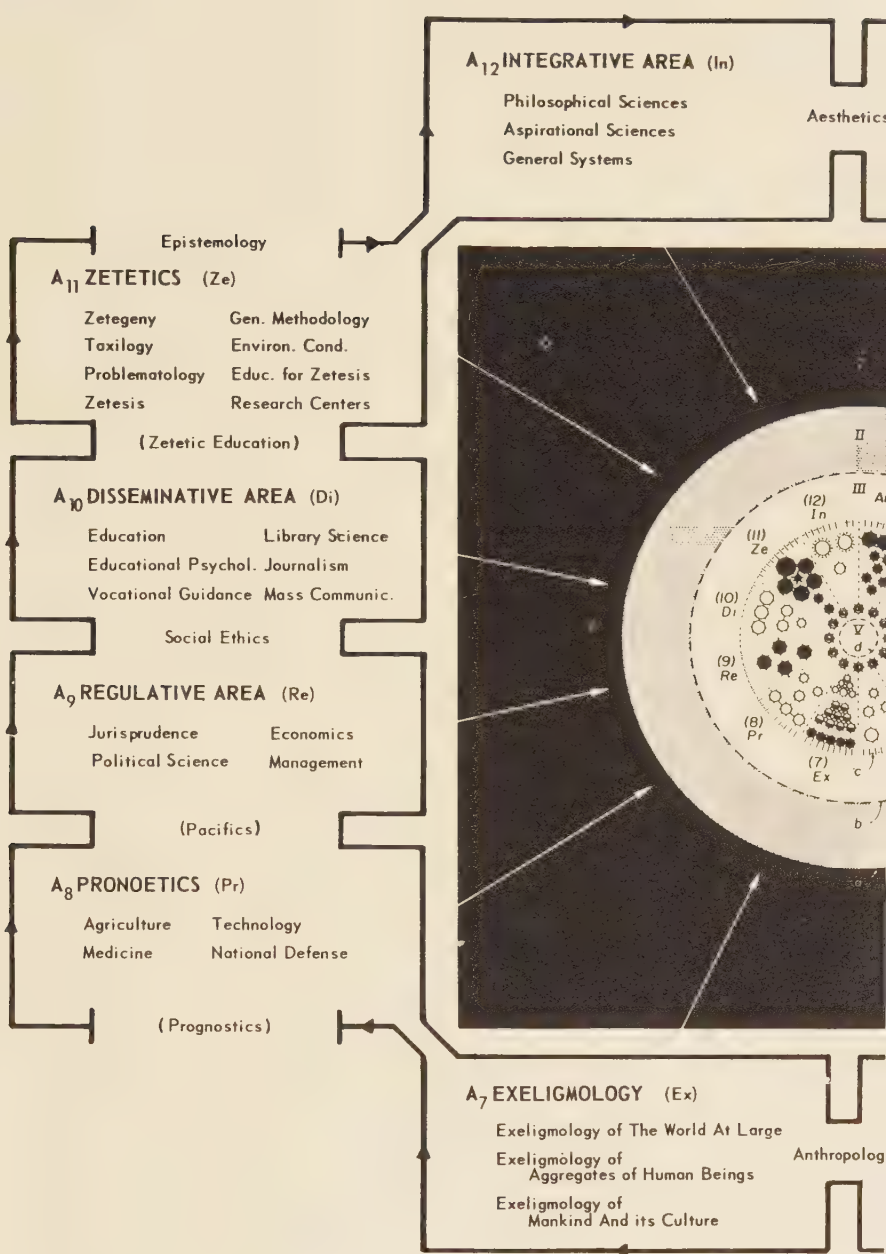 A12 INTEGRATIVE AREA (In)
Philosophical Sciences
Aspirational Sciences
General Systems
Aesthetics
Epistemology
A11 ZETETICS (Ze)
Zetegeny Gen. Methodology
Taxilogy Environ. Cond.
Problematology Educ. for Zetesis
Zetesis Research Centers
(Zetetic Education)
A10 DISSEMINATIVE AREA (Di)
Education Library Science
Educational Psychol. Journalism
Vocational Guidance Mass Communic.
Social Ethics
A9 REGULATIVE AREA (Re)
Jurisprudence Economics
Political Science Management
(Pacifics)
A8 PRONOETICS (Pr)
Agriculture Technology
Medicine National Defense
(Prognostics)
II
III
(12)
In
(11)
Ze
(10)
Di
V
d
(9)
Re
(8)
Pr
(7)
Ex
c
b
a
A7 EXELIGMOLOGY (Ex)
Exeligmology of The World At Large
Exeligmology of
Aggregates of Human Beings
Anthropolog
Exeligmology of
Mankind And its Culture